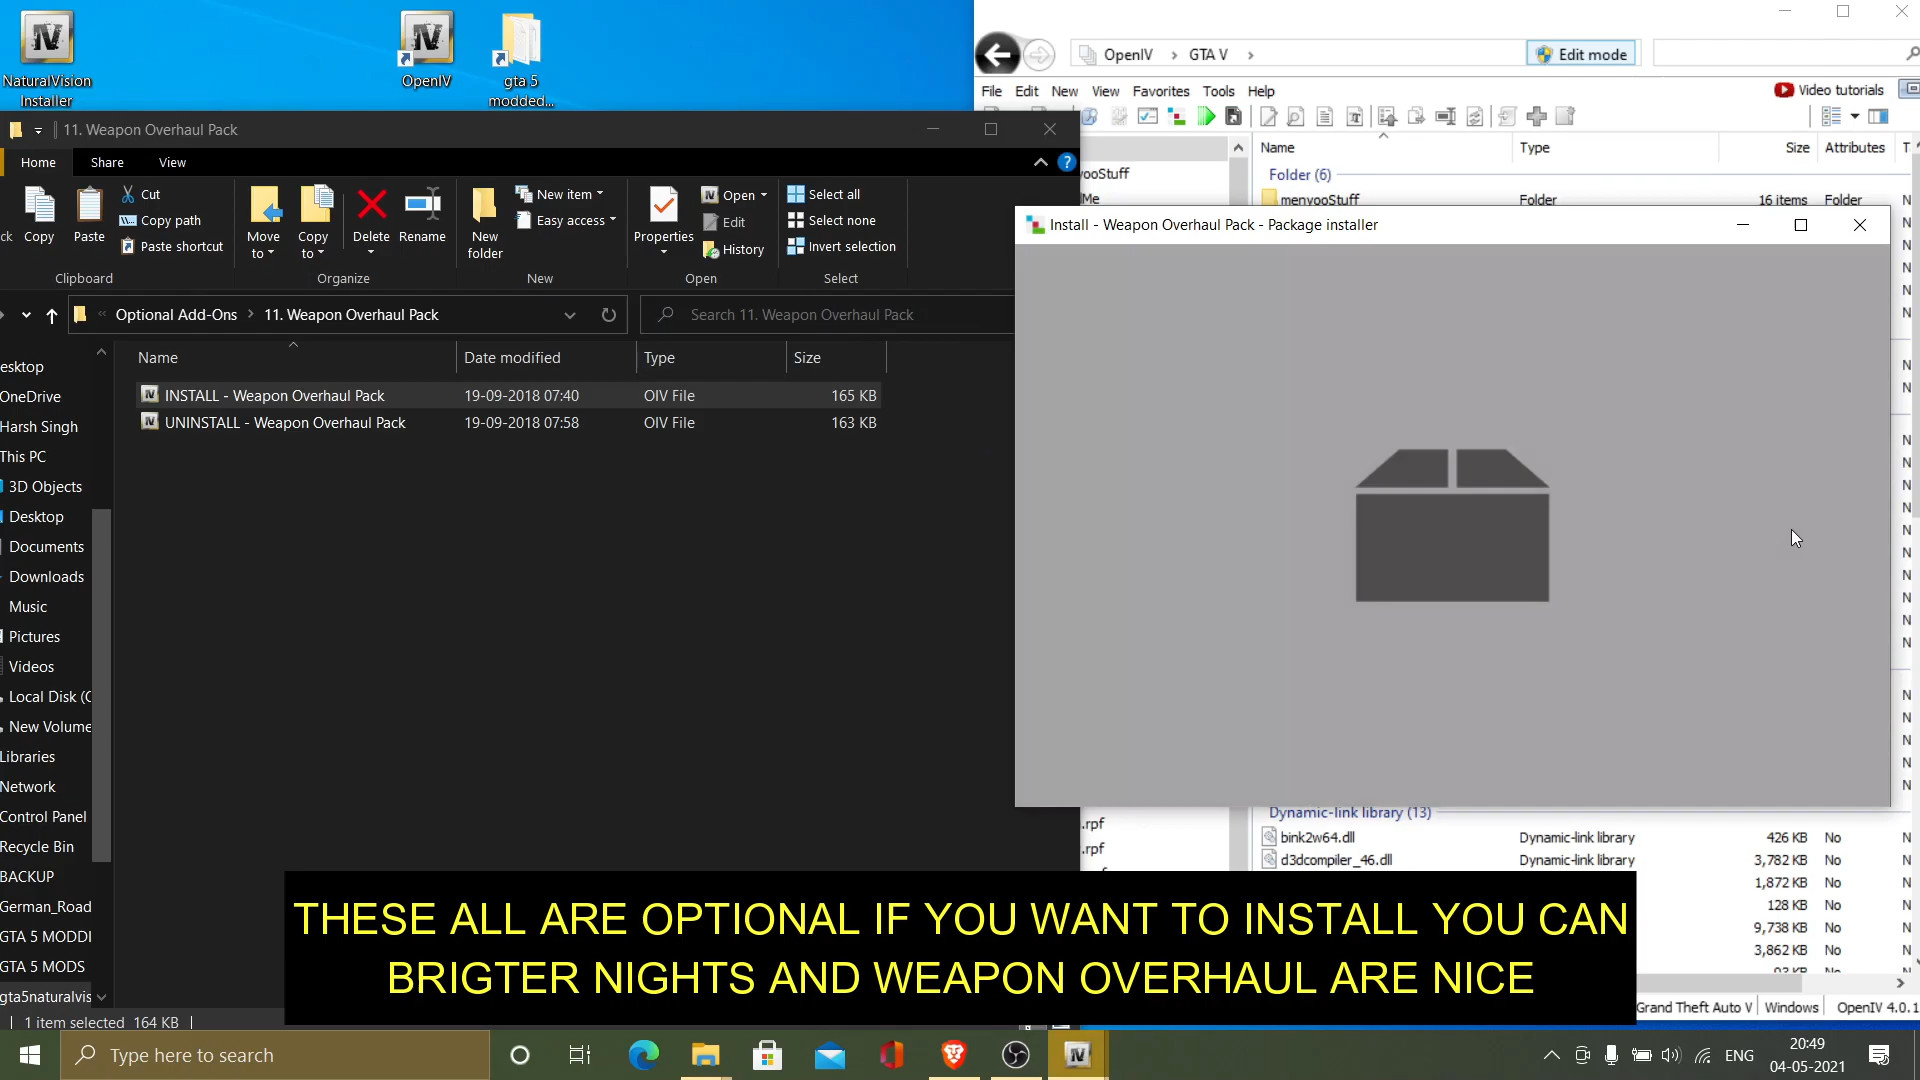 NaturalVision
Installer
OpenIV
gta 5
modded...
OpenIV
GTA V
Edit mode
File Edit New View Favorites Tools Help
Video tutorials
11. Weapon Overhaul Pack
Home Share View
Copy
Paste
Cut
Copy path
Paste shortcut
Clipboard
Move
to
Copy
to
Delete
Rename
Organize
New
folder
New item
Easy access
New
Properties
Open
Edit
History
Open
Select all
Select none
Invert selection
Select
Optional Add-Ons
11. Weapon Overhaul Pack
Search 11. Weapon Overhaul Pack
Name Date modified Type Size
INSTALL - Weapon Overhaul Pack 19-09-2018 07:40 OIV File 165 KB
UNINSTALL - Weapon Overhaul Pack 19-09-2018 07:58 OIV File 163 KB
esktop
OneDrive
Harsh Singh
This PC
3D Objects
Desktop
Documents
Downloads
Music
Pictures
Videos
Local Disk (C
New Volume
Libraries
Network
Control Panel
Recycle Bin
BACKUP
German_Road
GTA 5 MODDI
GTA 5 MODS
gta5naturalvis
1 item selected 164 KB
Name Type Size Attributes
Folder (6)
menyooStuff Folder 16 items Folder
Install - Weapon Overhaul Pack - Package installer
Dynamic-link library (13)
.rpf
bink2w64.dll Dynamic-link library 426 KB No
.rpf
d3dcompiler_46.dll Dynamic-link library 3,782 KB No
1,872 KB No
128 KB No
9,738 KB No
3,862 KB No
THESE ALL ARE OPTIONAL IF YOU WANT TO INSTALL YOU CAN
BRIGTER NIGHTS AND WEAPON OVERHAUL ARE NICE
Grand Theft Auto V Windows OpenIV 4.0.1
Type here to search
ENG
20:49
04-05-2021